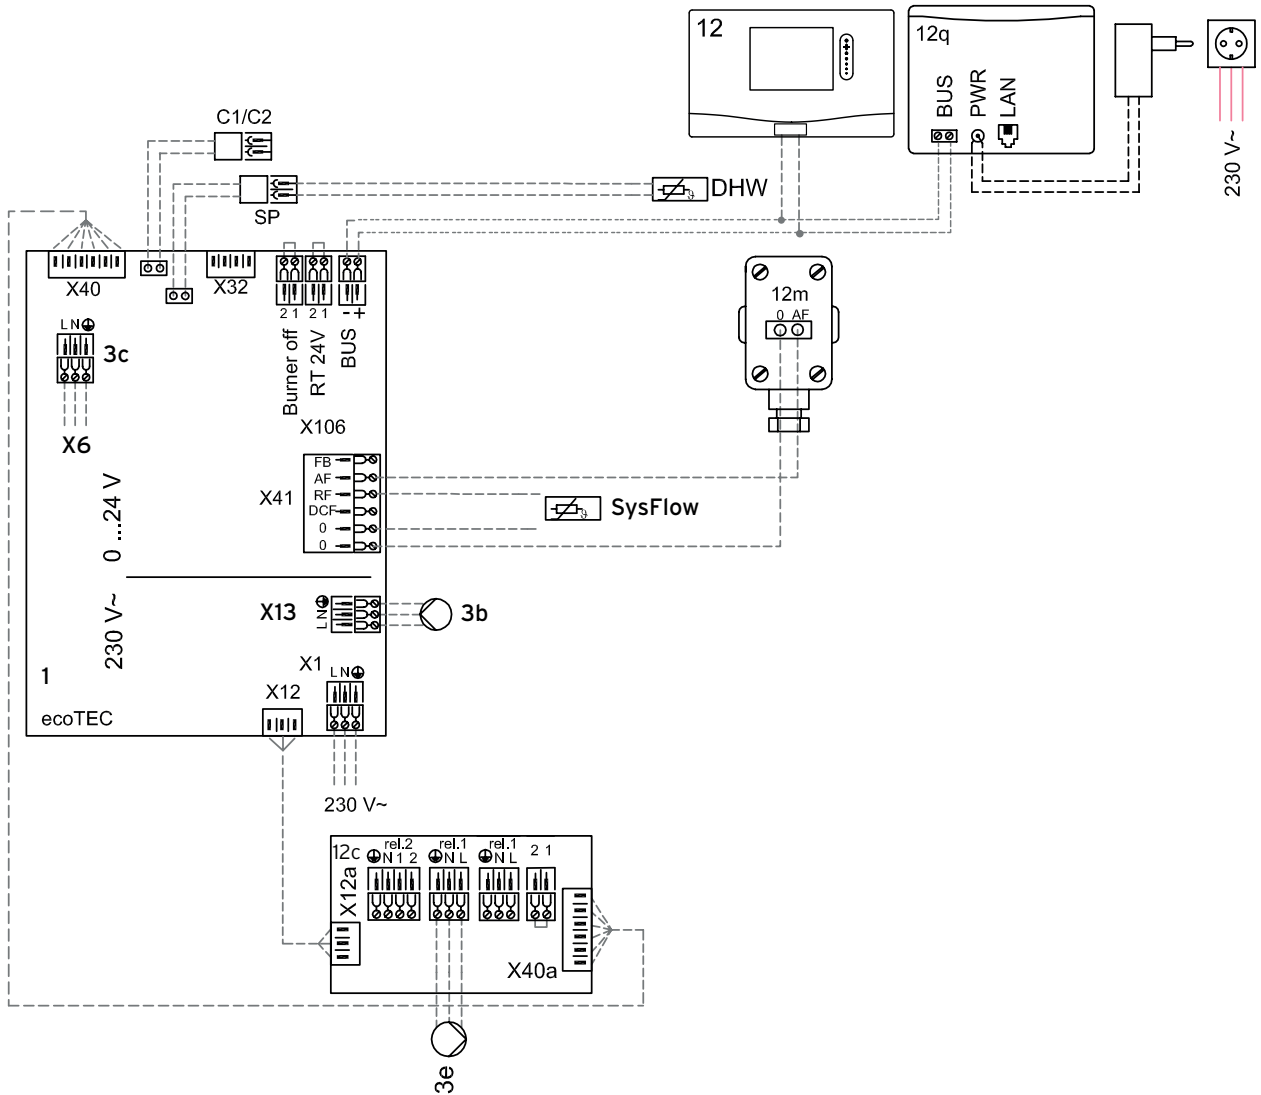 12
12q
BUS
PWR
LAN
230 V~
C1/C2
SP
DHW
X40
X32
2 1
2 1
- +
Burner off
RT 24V
BUS
L N
3c
X6
X106
12m
0 AF
X41
FB
AF
RF
DCF
0
0
SysFlow
0 ...24 V
230 V~
X13
L N
3b
1
ecoTEC
X1
L N
X12
230 V~
12c
rel.2
N 1 2
rel.1
N L
rel.1
N L
2 1
X12a
X40a
3e